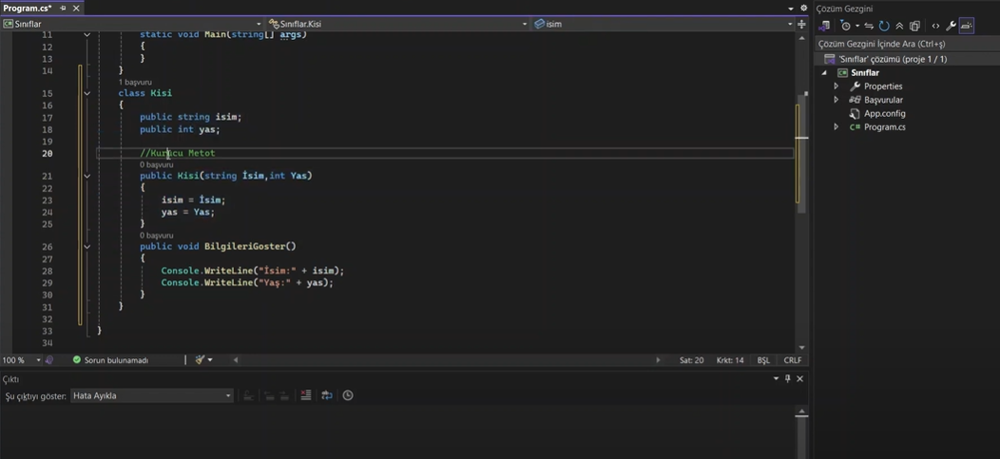 Program.cs*
Çözüm Gezgini
Sınıflar
Sınıflar.Kisi
isim
Çözüm Gezgini İçinde Ara (Ctrl+ş)
'Sınıflar' çözümü (proje 1 / 1)
Sınıflar
Properties
Başvurular
App.config
Program.cs
11 static void Main(string[] args)
12 {
13 }
14 }
1 başvuru
15 class Kisi
16 {
17 public string isim;
18 public int yas;
19
20 //Kurucu Metot
0 başvuru
21 public Kisi(string İsim,int Yas)
22 {
23 isim = İsim;
24 yas = Yas;
25 }
0 başvuru
26 public void BilgileriGoster()
27 {
28 Console.WriteLine("İsim:" + isim);
29 Console.WriteLine("Yaş:" + yas);
30 }
31 }
32
33 }
34
100 %
Sorun bulunamadı
Sat: 20
Krkt: 14
BŞL
CRLF
Çıktı
Şu çıktıyı göster:
Hata Ayıkla